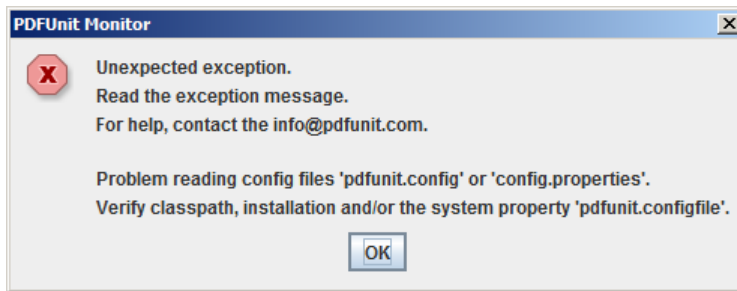 PDFUnit Monitor
X
X
Unexpected exception.
Read the exception message.
For help, contact the info@pdfunit.com.
Problem reading config files 'pdfunit.config' or 'config.properties'.
Verify classpath, installation and/or the system property 'pdfunit.configfile'.
OK